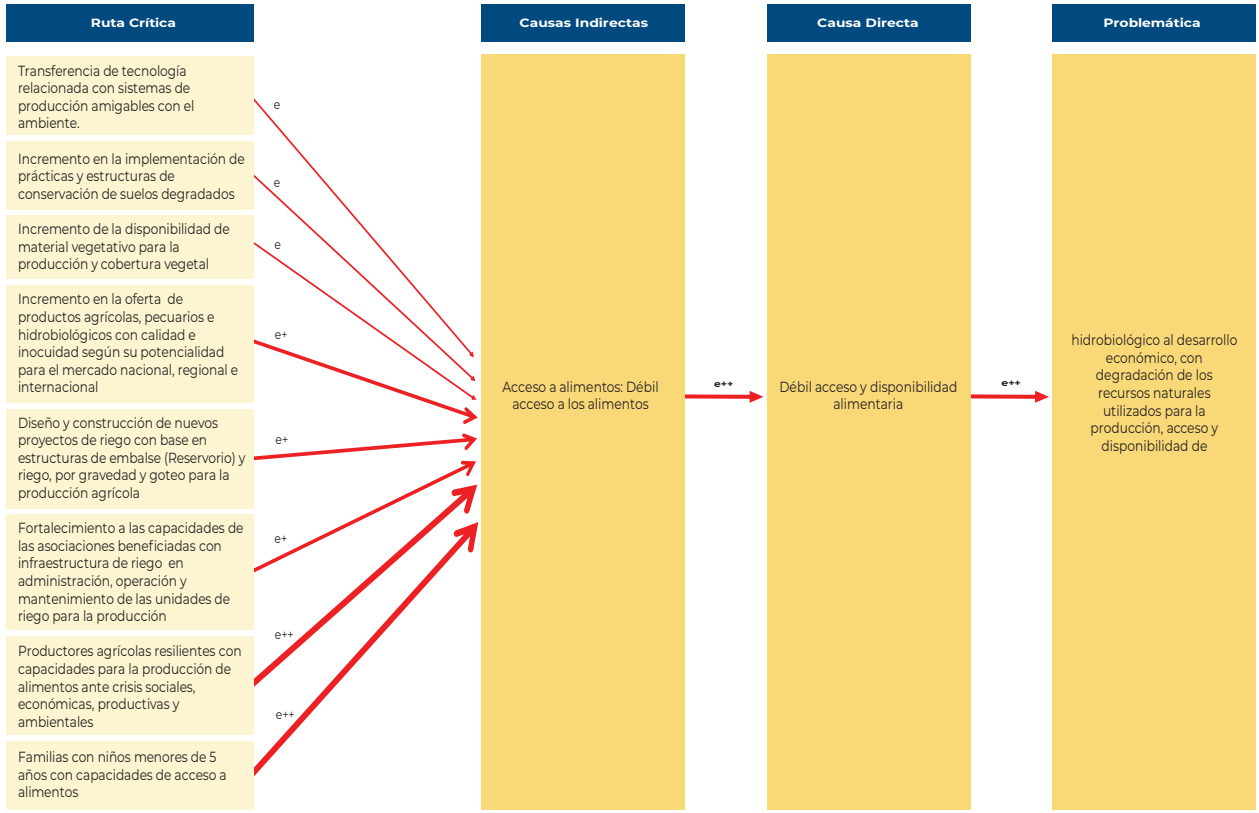 Ruta Crítica
Causas Indirectas
Causa Directa
Problemática
Transferencia de tecnología
relacionada con sistemas de
producción amigables con el
ambiente.
e
Incremento en la implementación de
prácticas y estructuras de
conservación de suelos degradados
e
Incremento de la disponibilidad de
material vegetativo para la
producción y cobertura vegetal
e
Incremento en la oferta de
productos agrícolas, pecuarios e
hidrobiológicos con calidad e
inocuidad según su potencialidad
para el mercado nacional, regional e
internacional
e+
Diseño y construcción de nuevos
proyectos de riego con base en
estructuras de embalse (Reservorio) y
riego, por gravedad y goteo para la
producción agrícola
e+
Fortalecimiento a las capacidades de
las asociaciones beneficiadas con
infraestructura de riego en
administración, operación y
mantenimiento de las unidades de
riego para la producción
e+
Productores agrícolas resilientes con
capacidades para la producción de
alimentos ante crisis sociales,
económicas, productivas y
ambientales
e++
Familias con niños menores de 5
años con capacidades de acceso a
alimentos
e++
Acceso a alimentos: Débil
acceso a los alimentos
e++
Débil acceso y disponibilidad
alimentaria
e++
hidrobiológico al desarrollo
económico, con
degradación de los
recursos naturales
utilizados para la
producción, acceso y
disponibilidad de